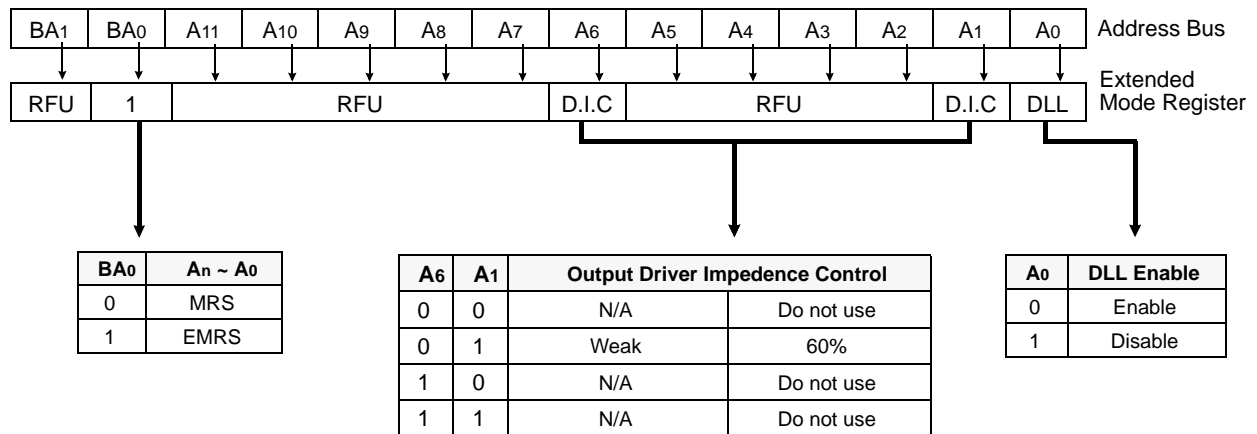 BA1 BA0 A11 A10 A9 A8 A7 A6 A5 A4 A3 A2 A1 A0 Address Bus
RFU 1 RFU D.I.C RFU D.I.C DLL Extended
Mode Register
BA0 An ~ A0
0 MRS
1 EMRS
A6 A1 Output Driver Impedence Control
0 0 N/A Do not use
0 1 Weak 60%
1 0 N/A Do not use
1 1 N/A Do not use
A0 DLL Enable
0 Enable
1 Disable